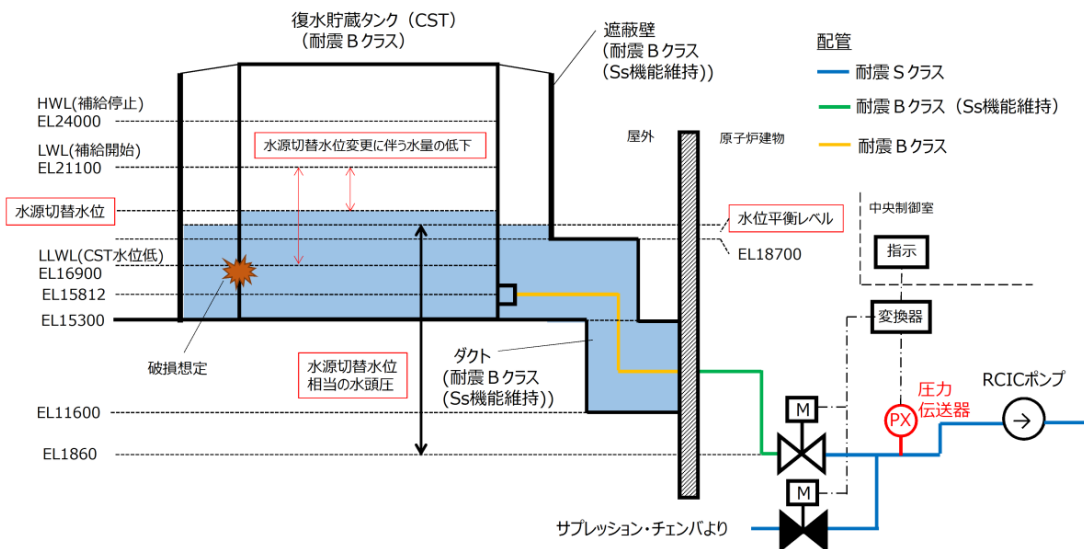 復水貯蔵タンク（CST）
（耐震Ｂクラス）
遮蔽壁
（耐震Ｂクラス
（Ss機能維持））
配管
耐震Ｓクラス
耐震Ｂクラス（Ss機能維持）
耐震Ｂクラス
HWL(補給停止)
EL24000
LWL(補給開始)
EL21100
水源切替水位変更に伴う水量の低下
屋外
原子炉建物
水源切替水位
水位平衡レベル
中央制御室
EL18700
指示
LLWL(CST水位低)
EL16900
EL15812
EL15300
変換器
破損想定
水源切替水位
相当の水頭圧
ダクト
（耐震Ｂクラス
（Ss機能維持））
圧力
伝送器
RCICポンプ
PX
M
EL11600
EL1860
M
サプレッション・チェンバより